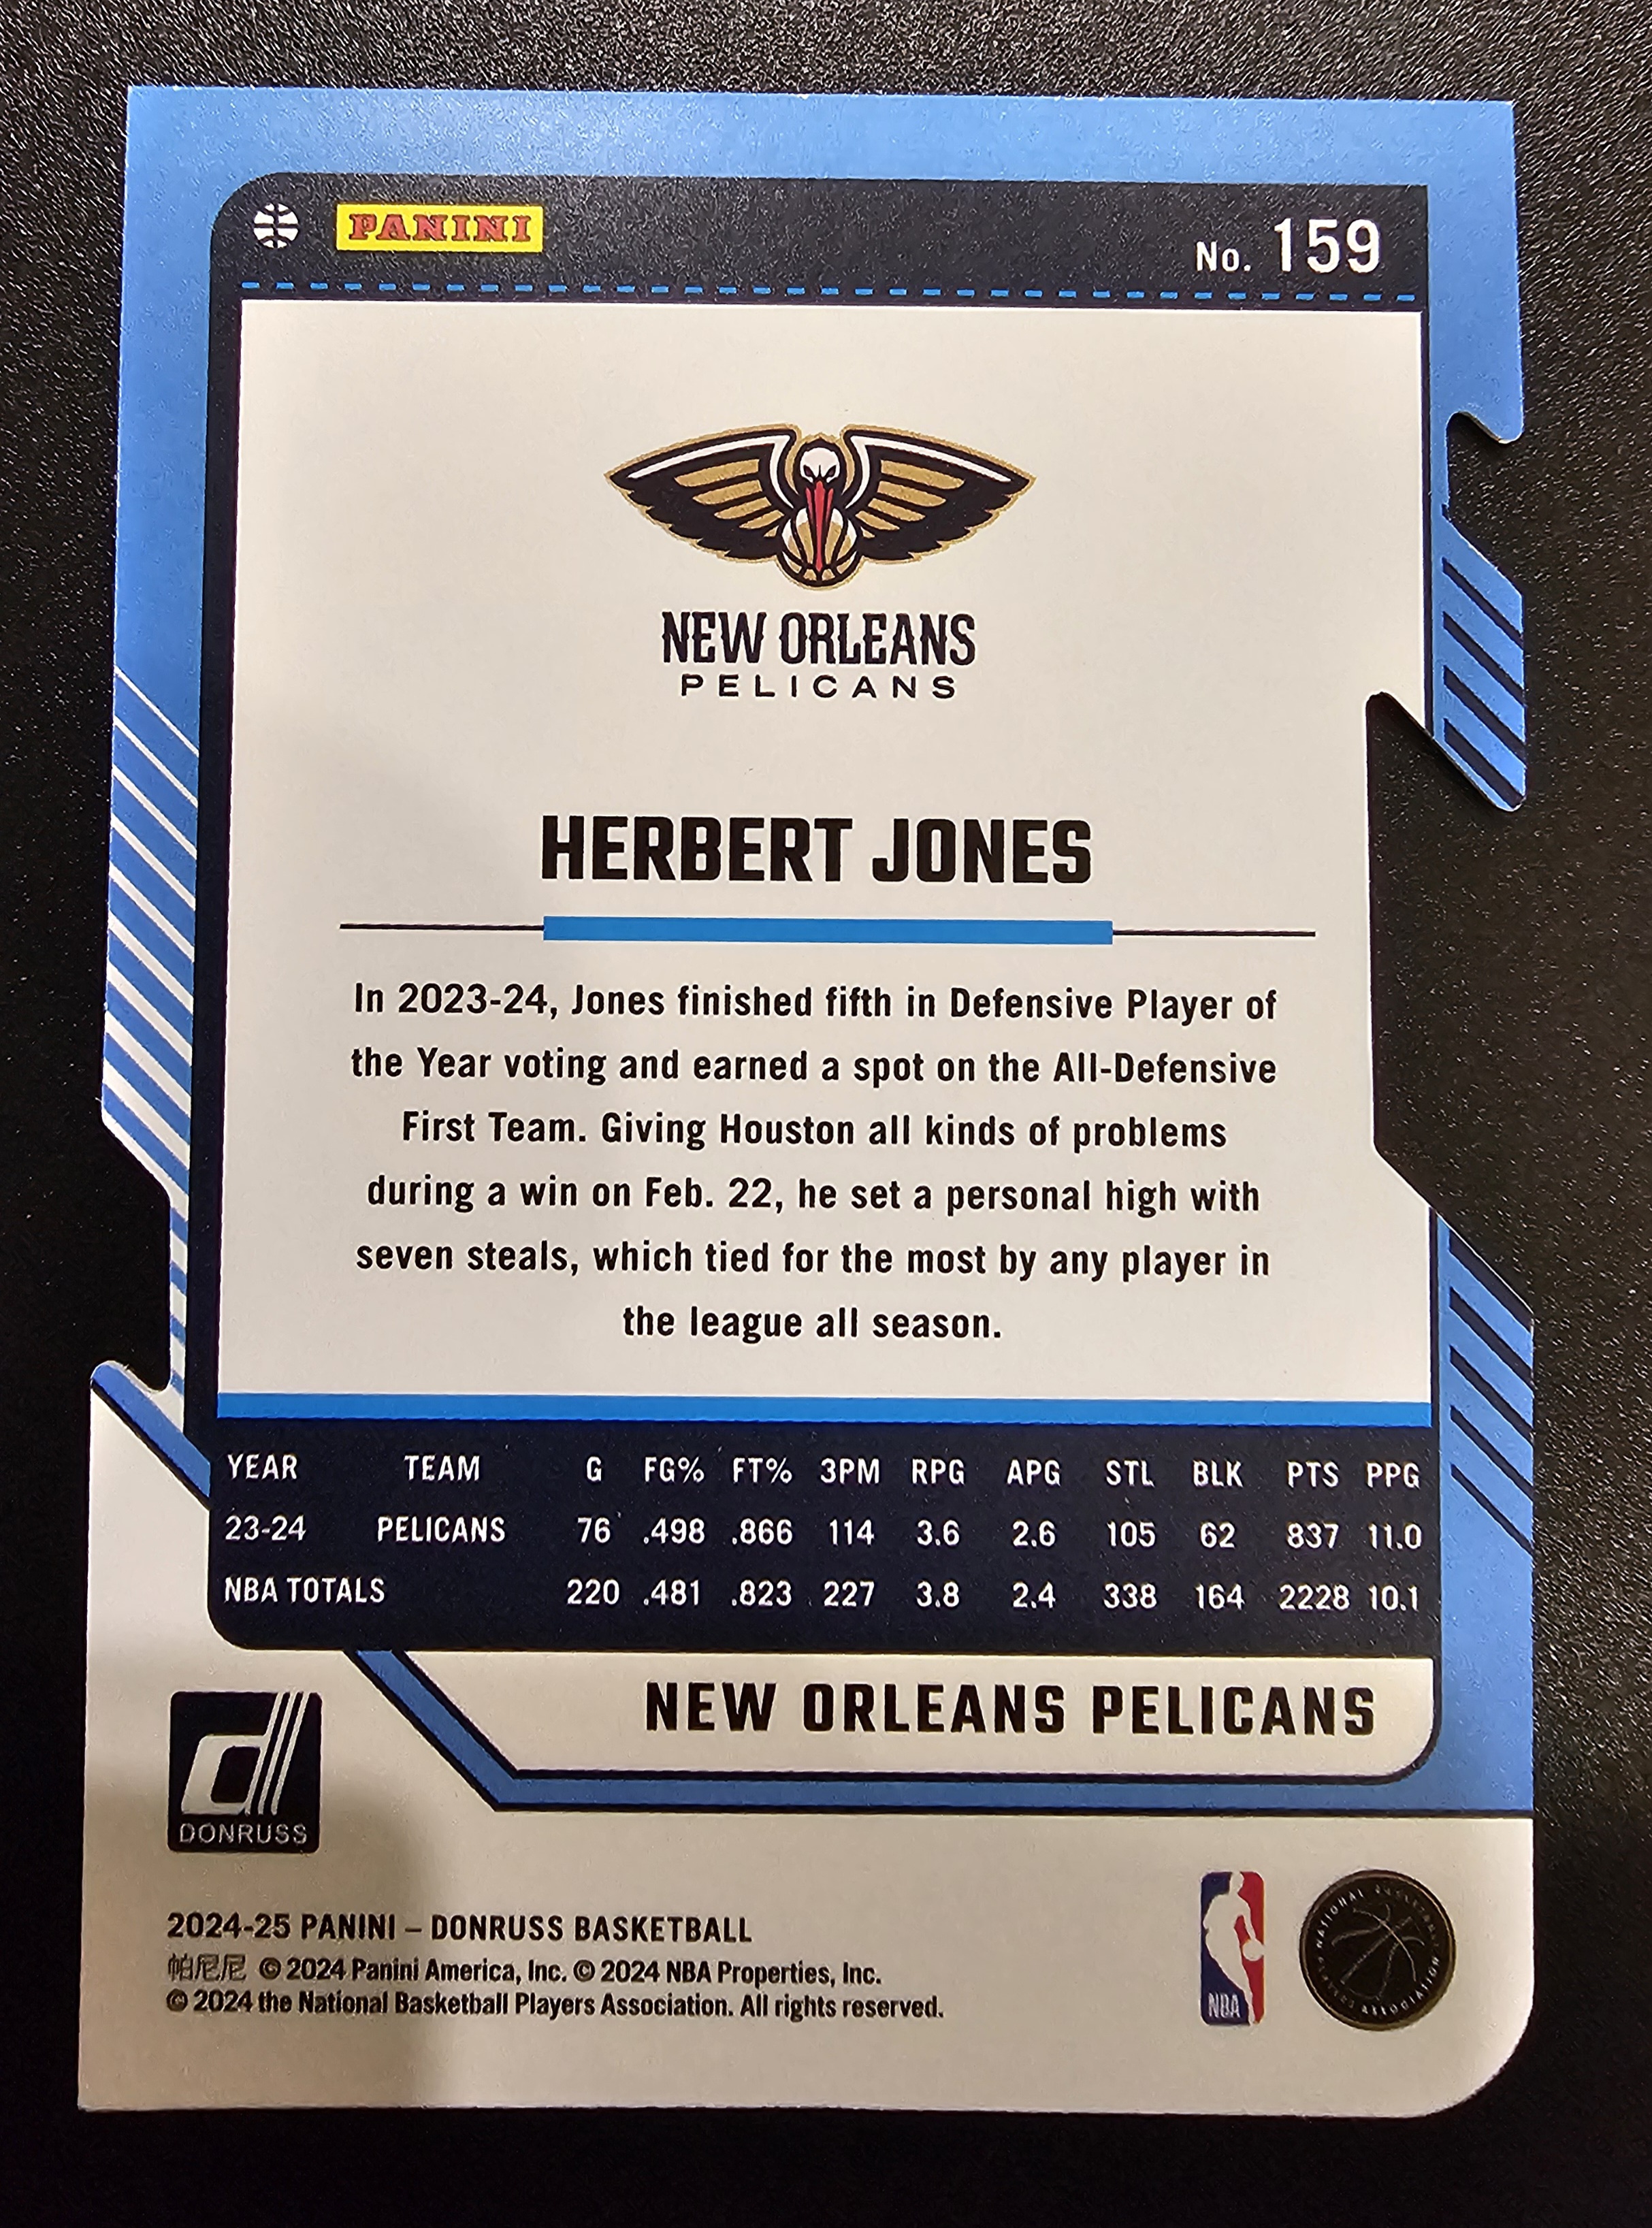 PANINI
No. 159
NEW ORLEANS
PELICANS
HERBERT JONES
In 2023-24, Jones finished fifth in Defensive Player of
the Year voting and earned a spot on the All-Defensive
First Team. Giving Houston all kinds of problems
during a win on Feb. 22, he set a personal high with
seven steals, which tied for the most by any player in
the league all season.
YEAR TEAM G FG% FT% 3PM RPG APG STL BLK PTS PPG
23-24 PELICANS 76 .498 .866 114 3.6 2.6 105 62 837 11.0
NBA TOTALS 220 .481 .823 227 3.8 2.4 338 164 2228 10.1
NEW ORLEANS PELICANS
d
DONRUSS
2024-25 PANINI – DONRUSS BASKETBALL
帕尼尼 © 2024 Panini America, Inc. © 2024 NBA Properties, Inc.
© 2024 the National Basketball Players Association. All rights reserved.
NBA
NATIONAL BASKETBALL
PLAYERS ASSOCIATION